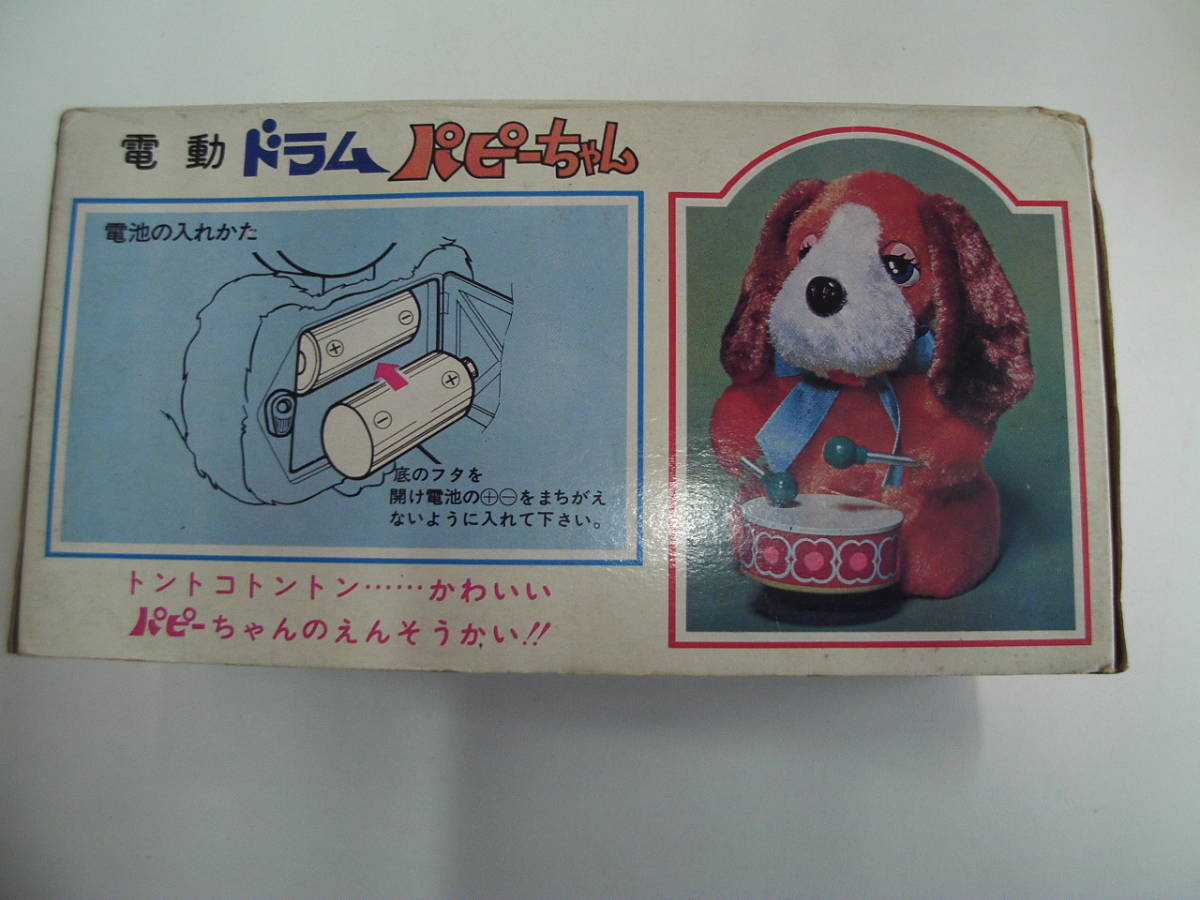 電動ドラムパピーちゃん
電池の入れかた
底のフタを
開け電池の⊕⊖をまちがえ
ないように入れて下さい。
トントコトントン……かわいい
パピーちゃんのえんそうかい!!